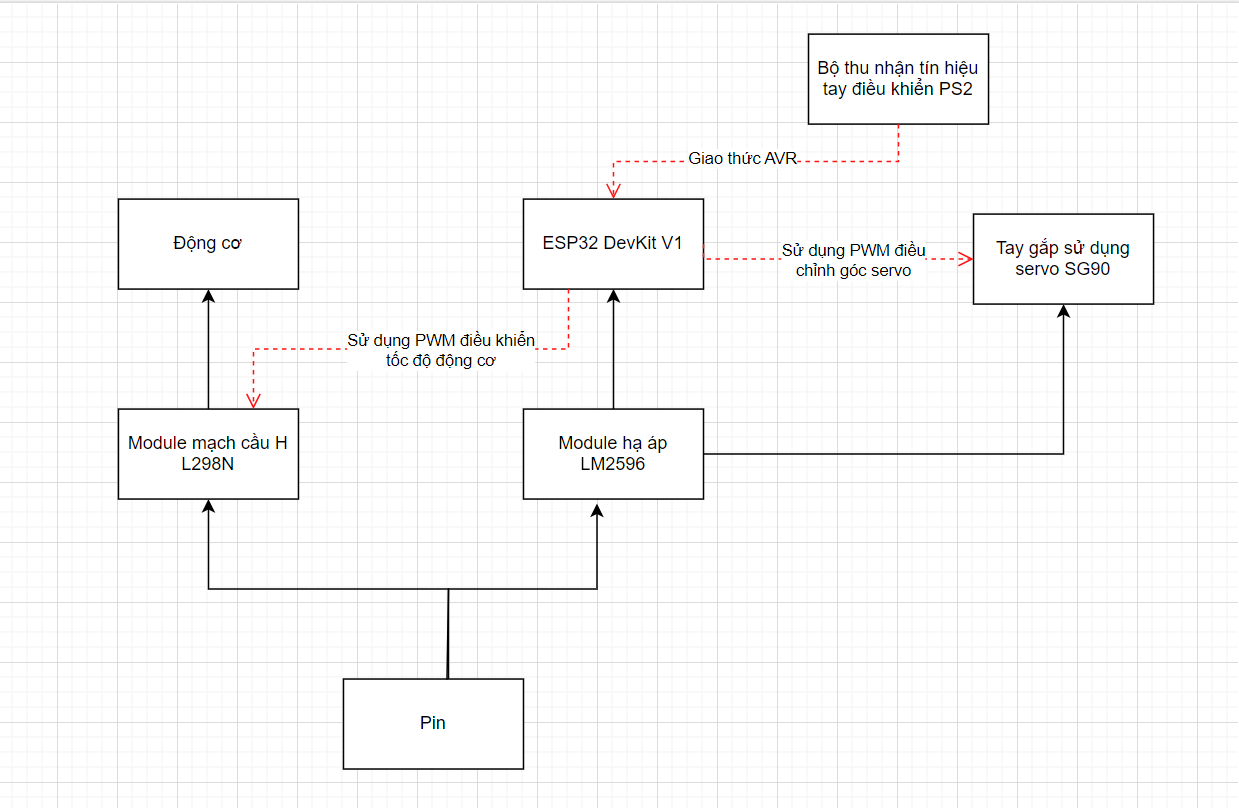 Bộ thu nhận tín hiệu
tay điều khiển PS2
Giao thức AVR
Động cơ
ESP32 DevKit V1
Sử dụng PWM điều
chỉnh góc servo
Tay gắp sử dụng
servo SG90
Sử dụng PWM điều khiển
tốc độ động cơ
Module mạch cầu H
L298N
Module hạ áp
LM2596
Pin